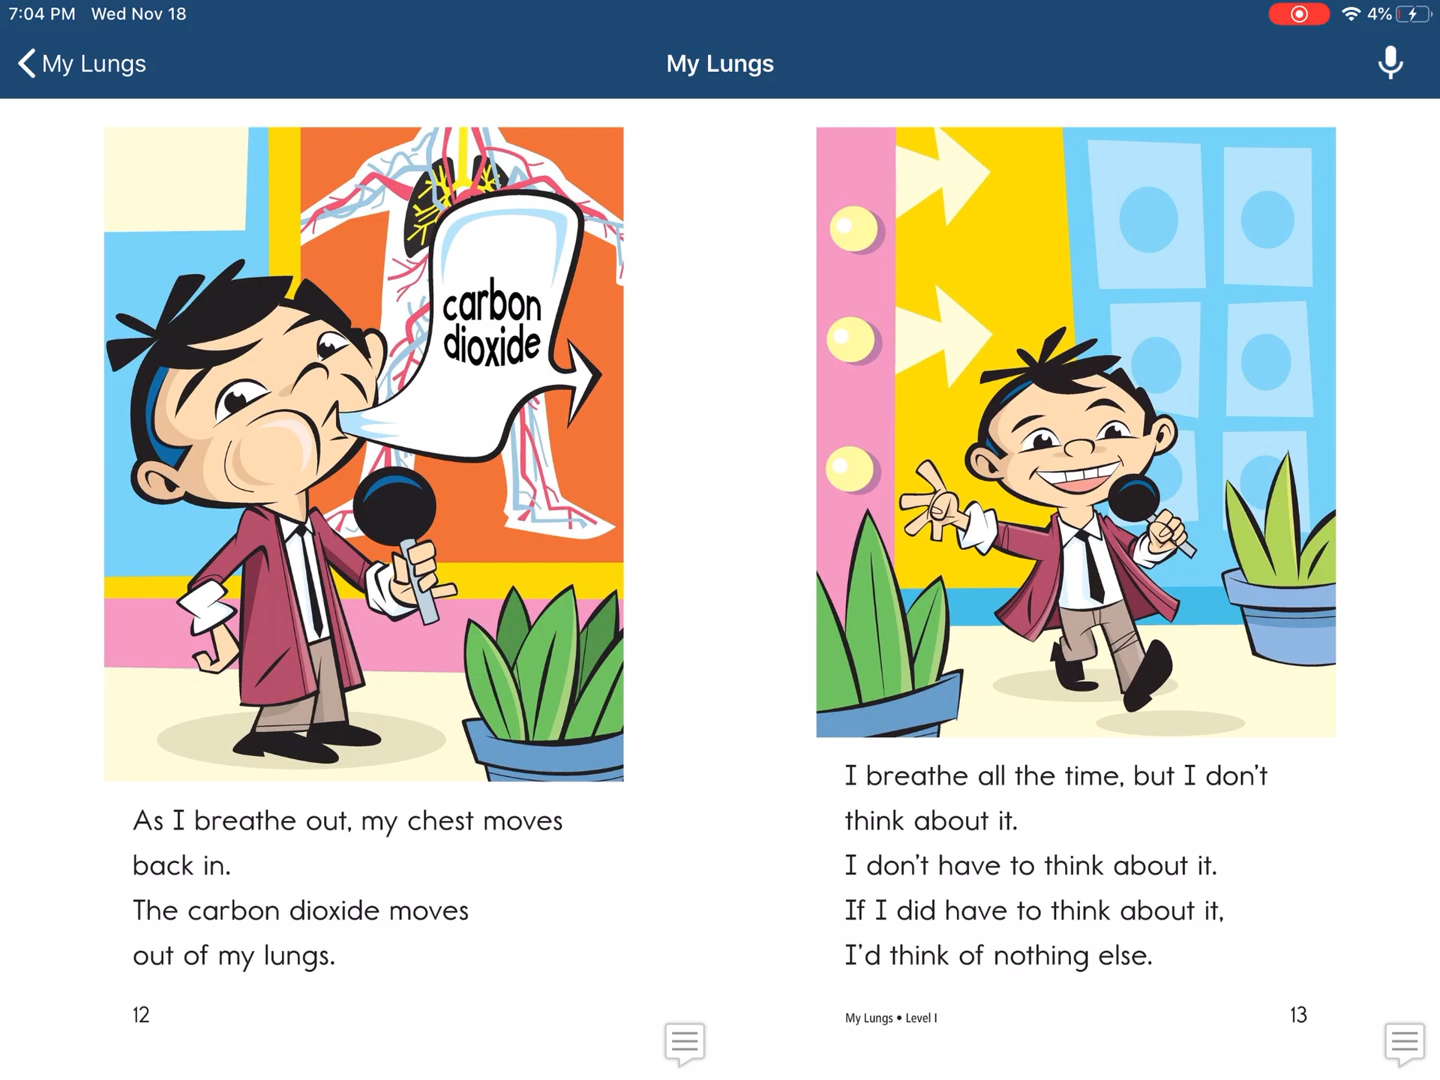 7:04 PM Wed Nov 18
4%
My Lungs
My Lungs
carbon
dioxide
As I breathe out, my chest moves
back in.
The carbon dioxide moves
out of my lungs.
12
I breathe all the time, but I don't
think about it.
I don't have to think about it.
If I did have to think about it,
I'd think of nothing else.
My Lungs • Level I
13